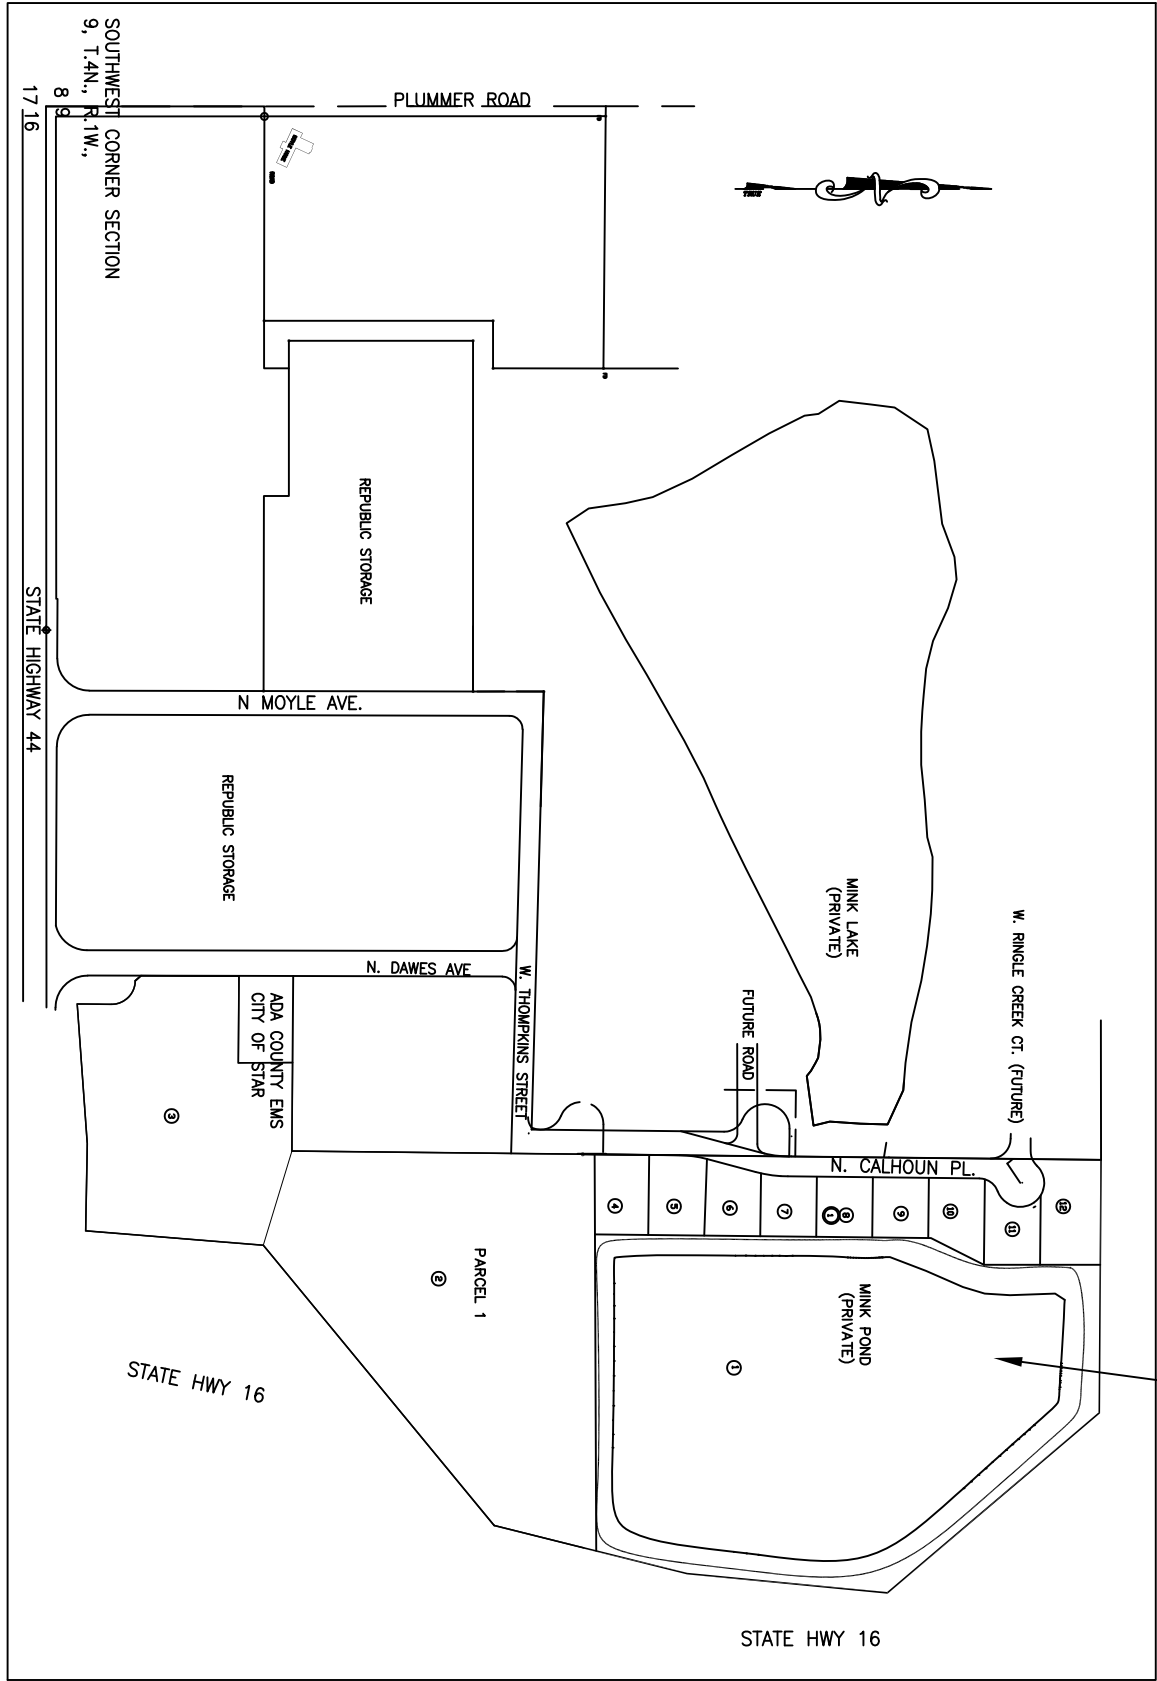 SOUTHWEST CORNER SECTION
9, T.4N., R.1W.,
8 9
17 16
PLUMMER ROAD
TRUE
REPUBLIC STORAGE
STATE HIGHWAY 44
N MOYLE AVE.
REPUBLIC STORAGE
MINK LAKE
(PRIVATE)
W. RINGLE CREEK CT. (FUTURE)
N. DAWES AVE
W. THOMPKINS STREET
FUTURE ROAD
ADA COUNTY EMS
CITY OF STAR
3
N. CALHOUN PL.
4
5
6
7
1
8
9
10
11
12
PARCEL 1
2
MINK POND
(PRIVATE)
1
STATE HWY 16
STATE HWY 16